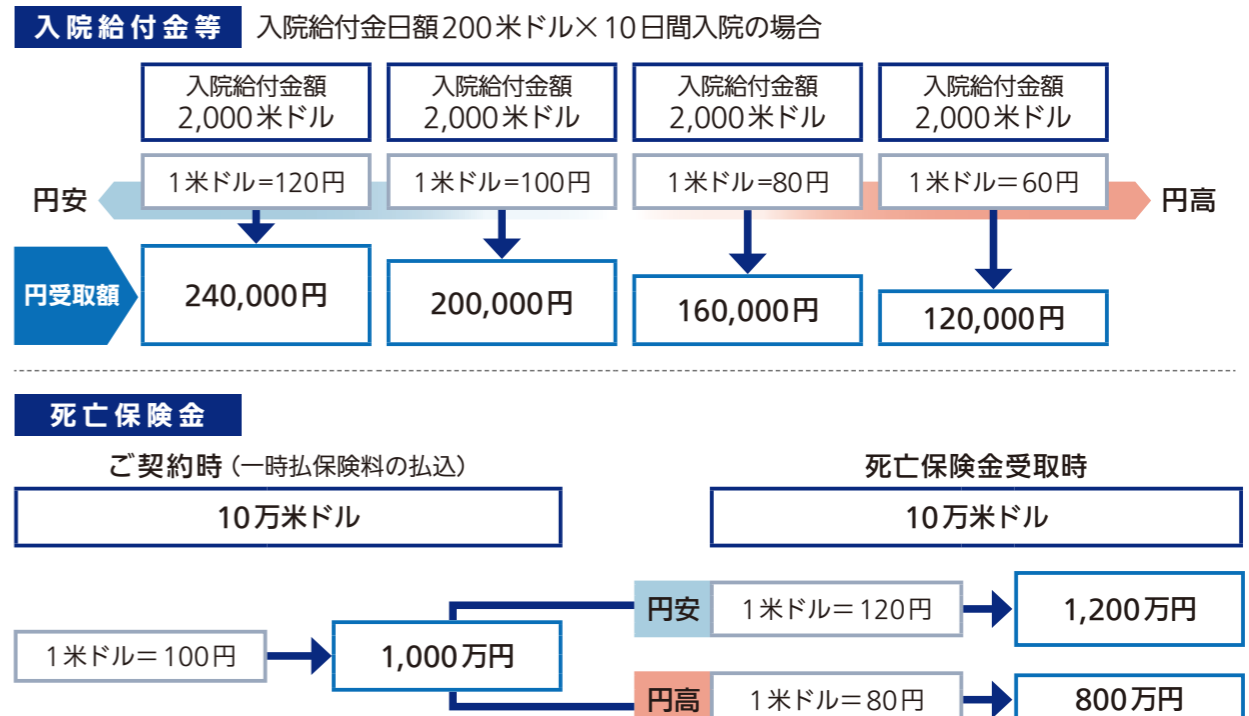 入院給付金等 入院給付金日額200米ドル×10日間入院の場合
入院給付金額 入院給付金額 入院給付金額 入院給付金額
2,000米ドル 2,000米ドル 2,000米ドル 2,000米ドル
円安 1米ドル=120円 1米ドル=100円 1米ドル=80円 1米ドル＝60円 円高
円受取額 240,000円 200,000円 160,000円 120,000円
死亡保険金
ご契約時（一時払保険料の払込） 死亡保険金受取時
10万米ドル 10万米ドル
円安 1米ドル＝120円 1,200万円
1米ドル＝100円 1,000万円
円高 1米ドル＝80円 800万円